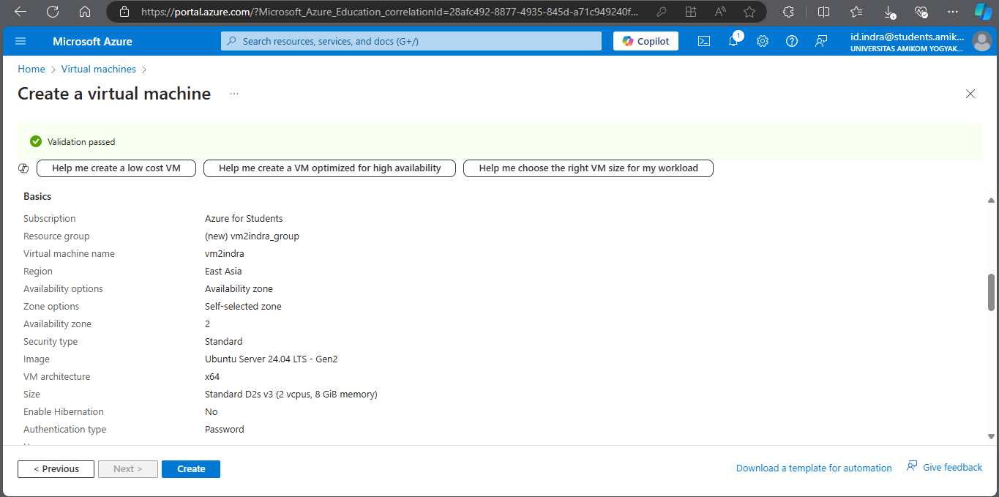 https://portal.azure.com/?Microsoft_Azure_Education_correlationId=28afc492-8877-4935-845d-a71c949240f...
Microsoft Azure
Search resources, services, and docs (G+/)
Copilot
1
id.indra@students.amik...
UNIVERSITAS AMIKOM YOGYAK...
Home > Virtual machines >
Create a virtual machine ...
Validation passed
Help me create a low cost VM
Help me create a VM optimized for high availability
Help me choose the right VM size for my workload
Basics
Subscription Azure for Students
Resource group (new) vm2indra_group
Virtual machine name vm2indra
Region East Asia
Availability options Availability zone
Zone options Self-selected zone
Availability zone 2
Security type Standard
Image Ubuntu Server 24.04 LTS - Gen2
VM architecture x64
Size Standard D2s v3 (2 vcpus, 8 GiB memory)
Enable Hibernation No
Authentication type Password
< Previous
Next >
Create
Download a template for automation
Give feedback